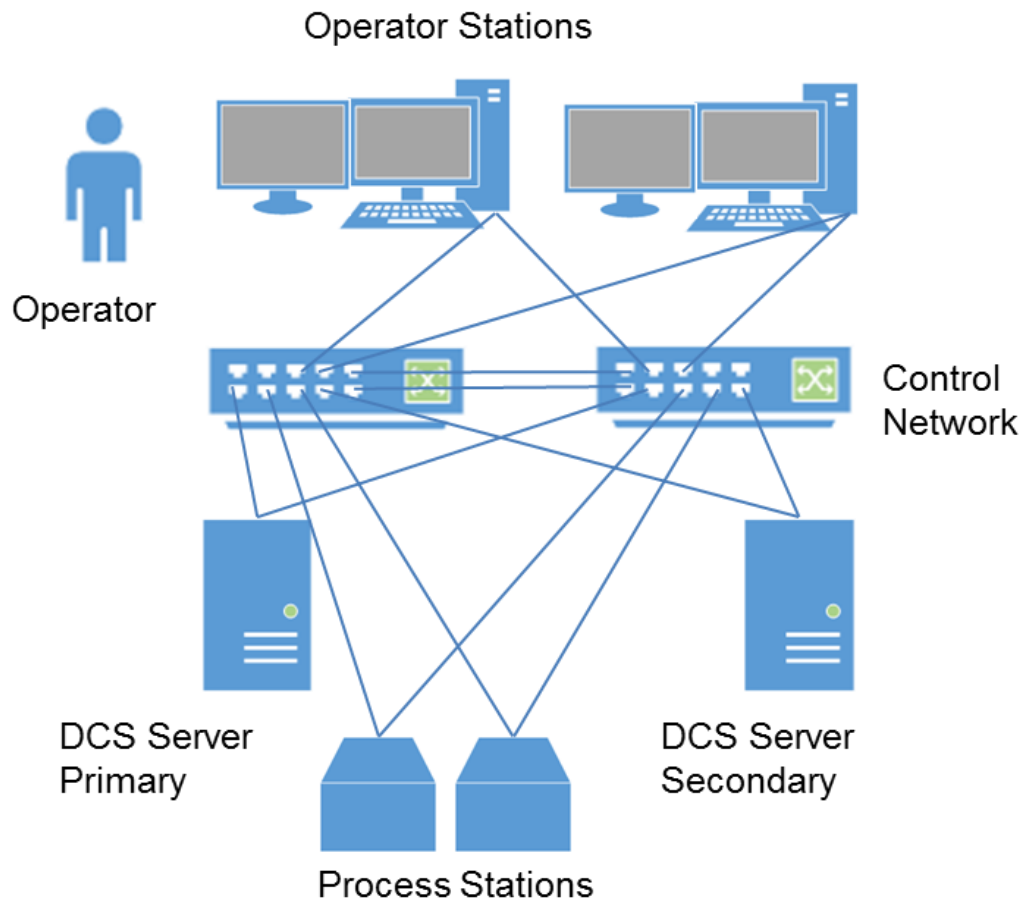 Operator Stations
Operator
Control
Network
DCS Server
Primary
DCS Server
Secondary
Process Stations